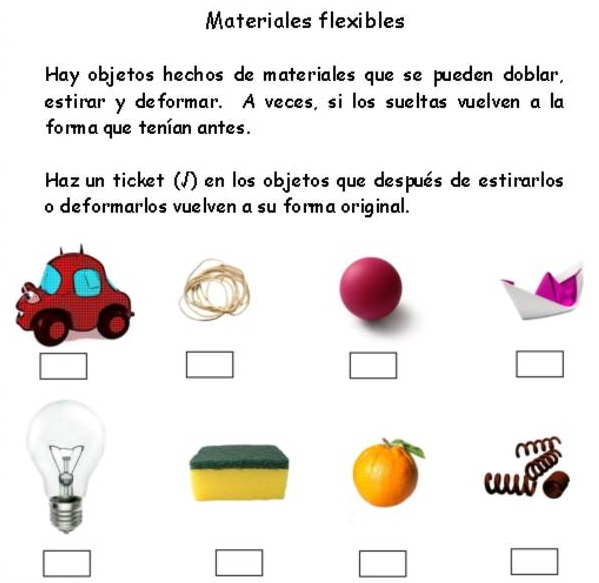 Materiales flexibles
Hay objetos hechos de materiales que se pueden doblar,
estirar y deformar. A veces, si los sueltas vuelven a la
forma que tenían antes.
Haz un ticket (√) en los objetos que después de estirarlos
o deformarlos vuelven a su forma original.